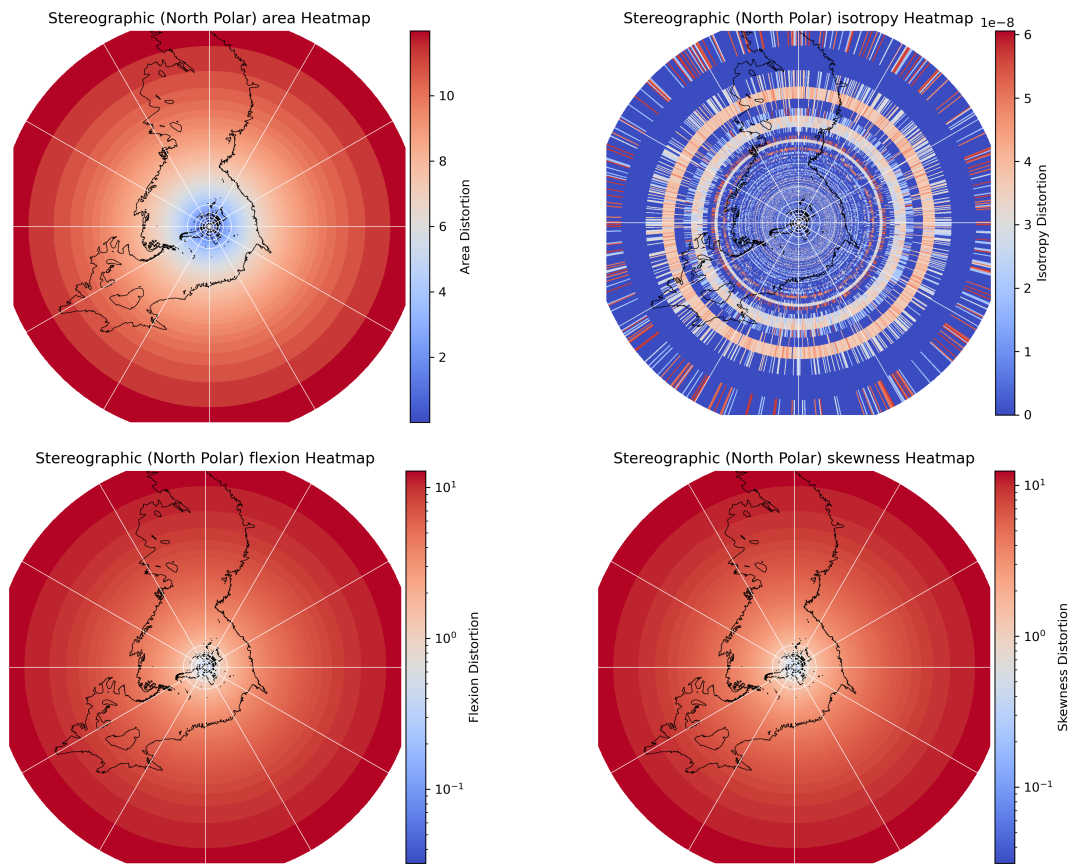 Stereographic (North Polar) area Heatmap
10
8
6
4
2
Area Distortion
Stereographic (North Polar) isotropy Heatmap
1e−8
6
5
4
3
2
1
0
Isotropy Distortion
Stereographic (North Polar) flexion Heatmap
10¹
10⁰
10⁻¹
Flexion Distortion
Stereographic (North Polar) skewness Heatmap
10¹
10⁰
10⁻¹
Skewness Distortion